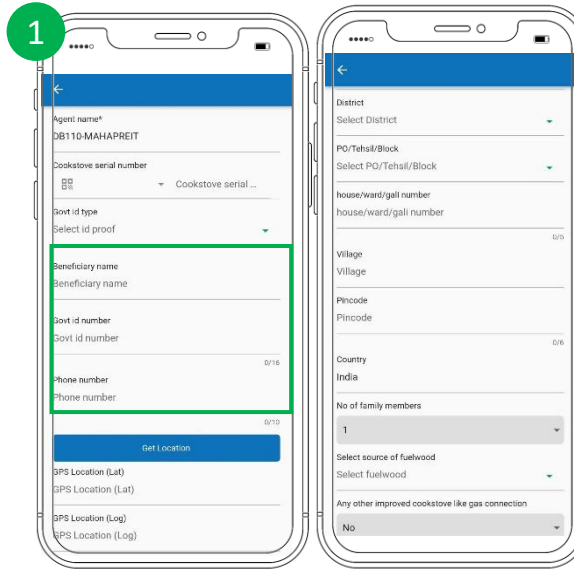 1
Agent name*
DB110-MAHAPREIT
Cookstove serial number
Cookstove serial ...
Govt id type
Select id proof
Beneficiary name
Beneficiary name
Govt id number
Govt id number
0/16
Phone number
Phone number
0/10
Get Location
GPS Location (Lat)
GPS Location (Lat)
GPS Location (Log)
GPS Location (Log)
District
Select District
PO/Tehsil/Block
Select PO/Tehsil/Block
house/ward/gali number
house/ward/gali number
0/5
Village
Village
Pincode
Pincode
0/6
Country
India
No of family members
1
Select source of fuelwood
Select fuelwood
Any other improved cookstove like gas connection
No